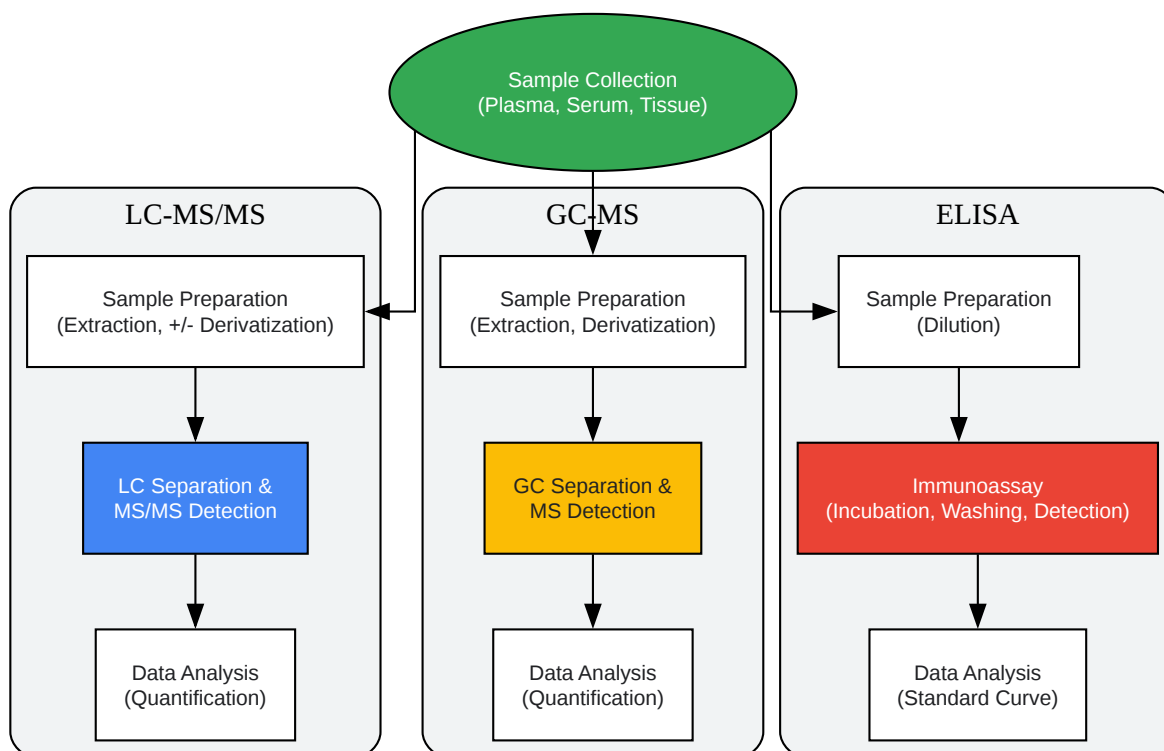 Sample Collection
(Plasma, Serum, Tissue)
LC-MS/MS
Sample Preparation
(Extraction, +/- Derivatization)
LC Separation &
MS/MS Detection
Data Analysis
(Quantification)
GC-MS
Sample Preparation
(Extraction, Derivatization)
GC Separation &
MS Detection
Data Analysis
(Quantification)
ELISA
Sample Preparation
(Dilution)
Immunoassay
(Incubation, Washing, Detection)
Data Analysis
(Standard Curve)